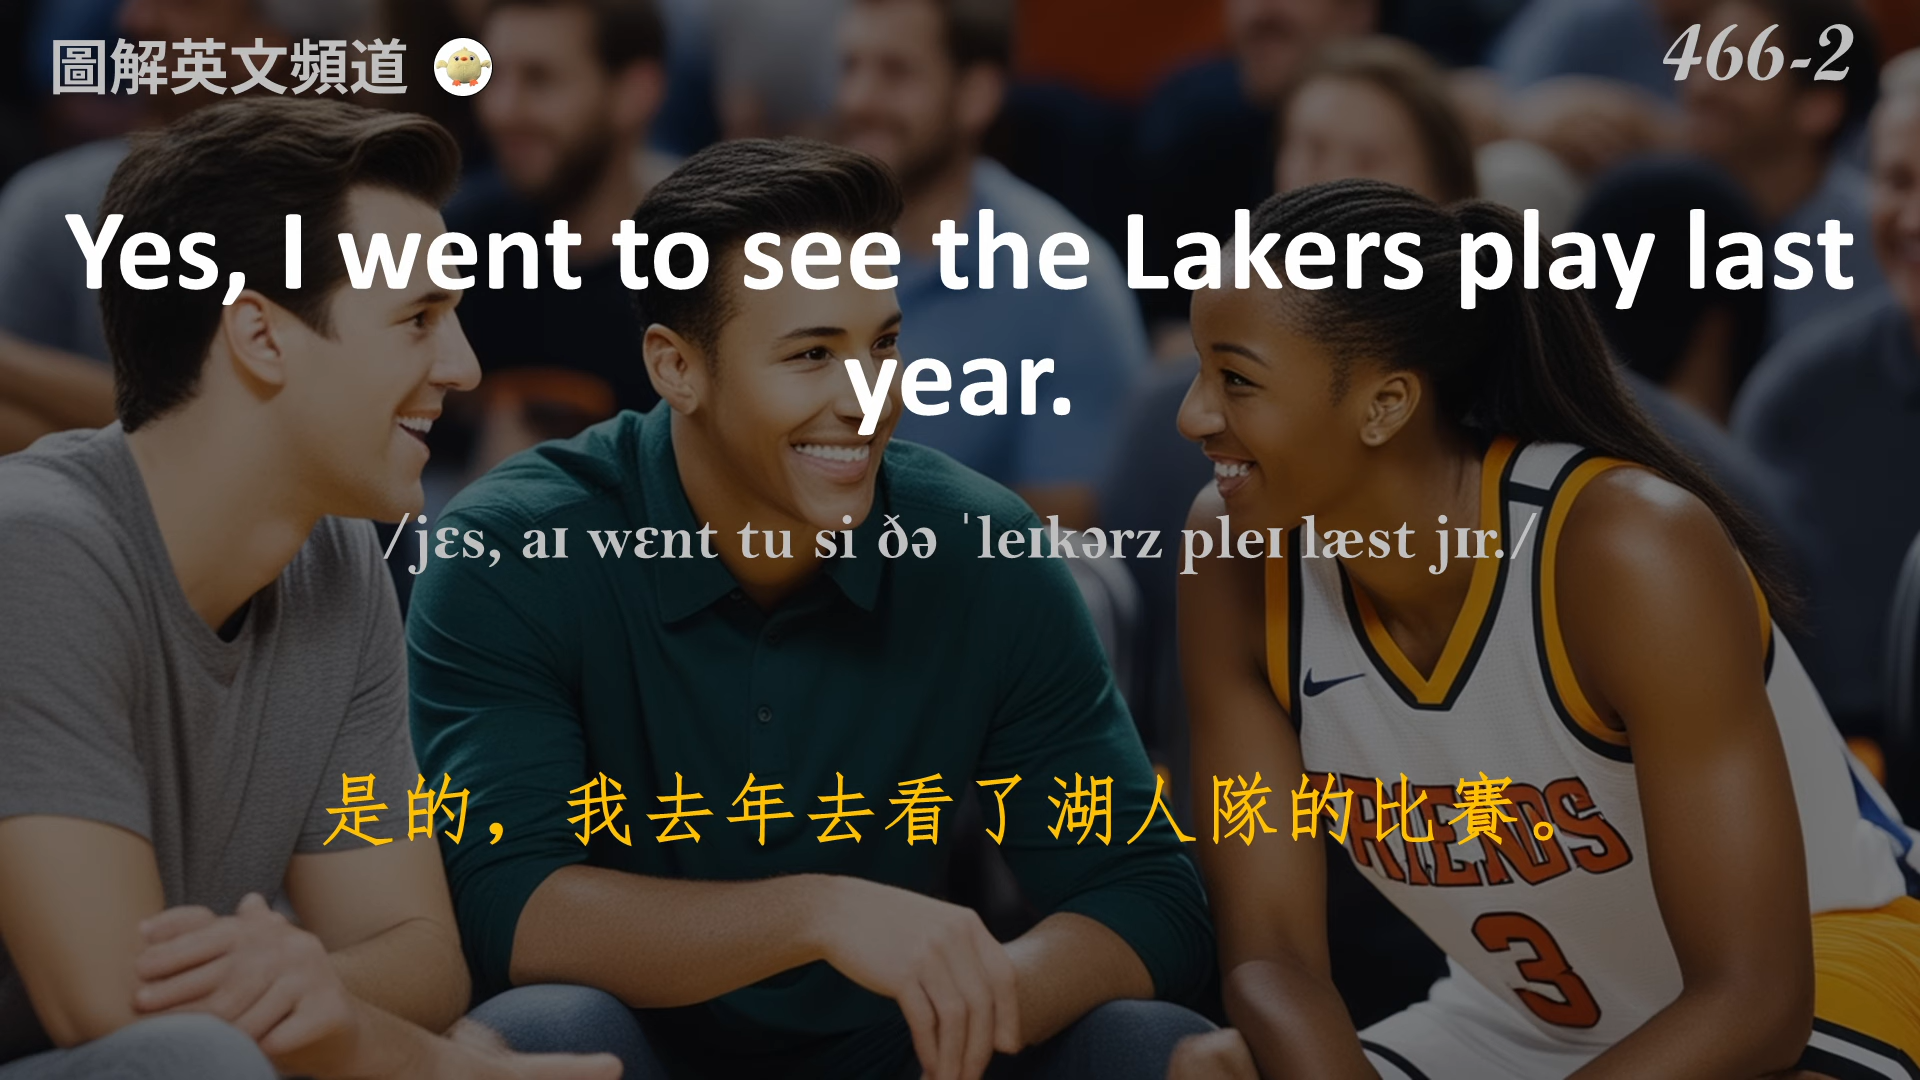 圖解英文頻道
466-2
Yes, I went to see the Lakers play last
year.
/jɛs, aɪ wɛnt tu si ðə ˈleɪkərz pleɪ læst jɪr./
是的，我去年去看了湖人隊的比賽。
FRIENDS
3